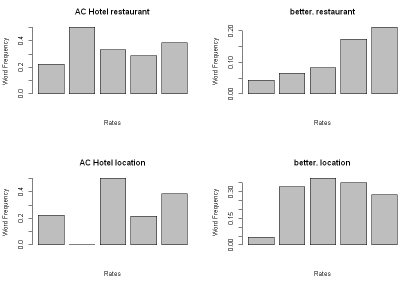 AC Hotel restaurant
Word Frequency
0.0
0.2
0.4
Rates
better. restaurant
Word Frequency
0.00
0.10
0.20
Rates
AC Hotel location
Word Frequency
0.0
0.2
0.4
Rates
better. location
Word Frequency
0.00
0.15
0.30
Rates